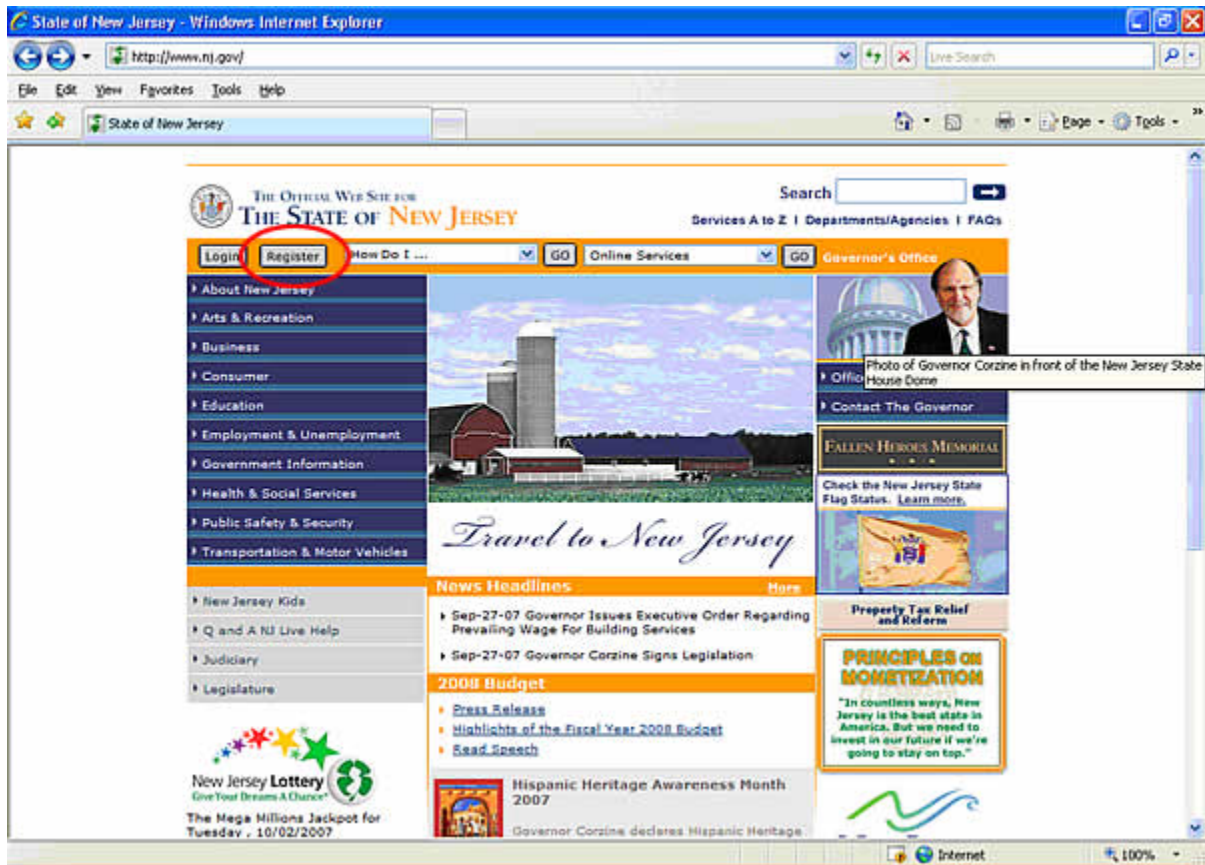 State of New Jersey - Windows Internet Explorer
http://www.nj.gov/
Live Search
File Edit View Favorites Tools Help
State of New Jersey
Page Tools
THE OFFICIAL WEB SITE FOR
THE STATE OF NEW JERSEY
Search
Services A to Z | Departments/Agencies | FAQs
Login Register How Do I ... GO Online Services GO Governor's Office
About New Jersey
Arts & Recreation
Business
Consumer
Education
Employment & Unemployment
Government Information
Health & Social Services
Public Safety & Security
Transportation & Motor Vehicles
New Jersey Kids
Q and A NJ Live Help
Judiciary
Legislature
New Jersey Lottery
Give Your Dreams A Chance
The Mega Millions Jackpot for
Tuesday , 10/02/2007
Travel to New Jersey
News Headlines More
Sep-27-07 Governor Issues Executive Order Regarding
Prevailing Wage For Building Services
Sep-27-07 Governor Corzine Signs Legislation
2008 Budget
Press Release
Highlights of the Fiscal Year 2008 Budget
Read Speech
Hispanic Heritage Awareness Month
2007
Governor Corzine declares Hispanic Heritage
Photo of Governor Corzine in front of the New Jersey State
House Dome
Offic
Contact The Governor
FALLEN HEROES MEMORIAL
Check the New Jersey State
Flag Status. Learn more.
Property Tax Relief
and Reform
PRINCIPLES ON
MONETIZATION
"In countless ways, New
Jersey is the best state in
America. But we need to
invest in our future if we're
going to stay on top."
Internet
100%